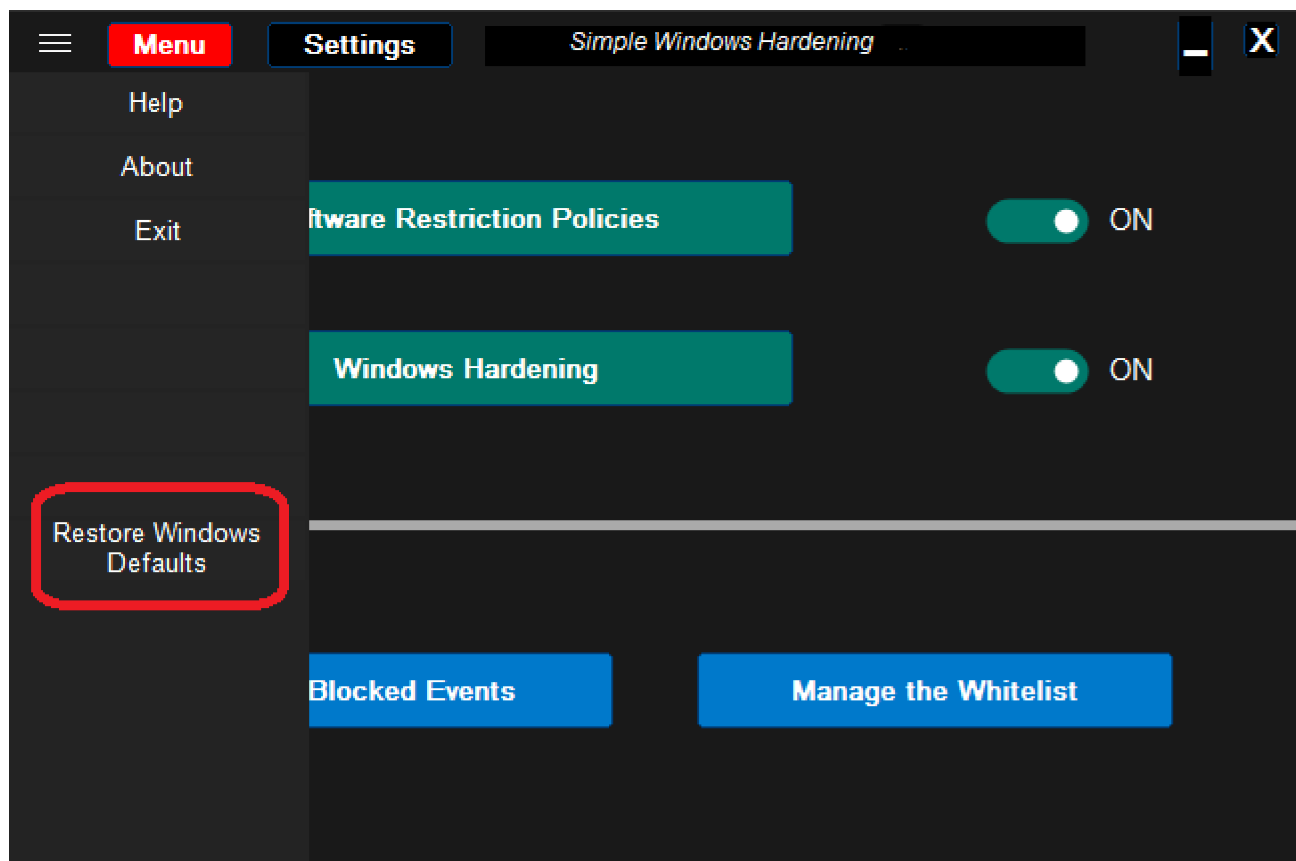 Menu
Settings
Simple Windows Hardening
X
Help
About
Exit
ftware Restriction Policies
ON
Windows Hardening
ON
Restore Windows
Defaults
Blocked Events
Manage the Whitelist